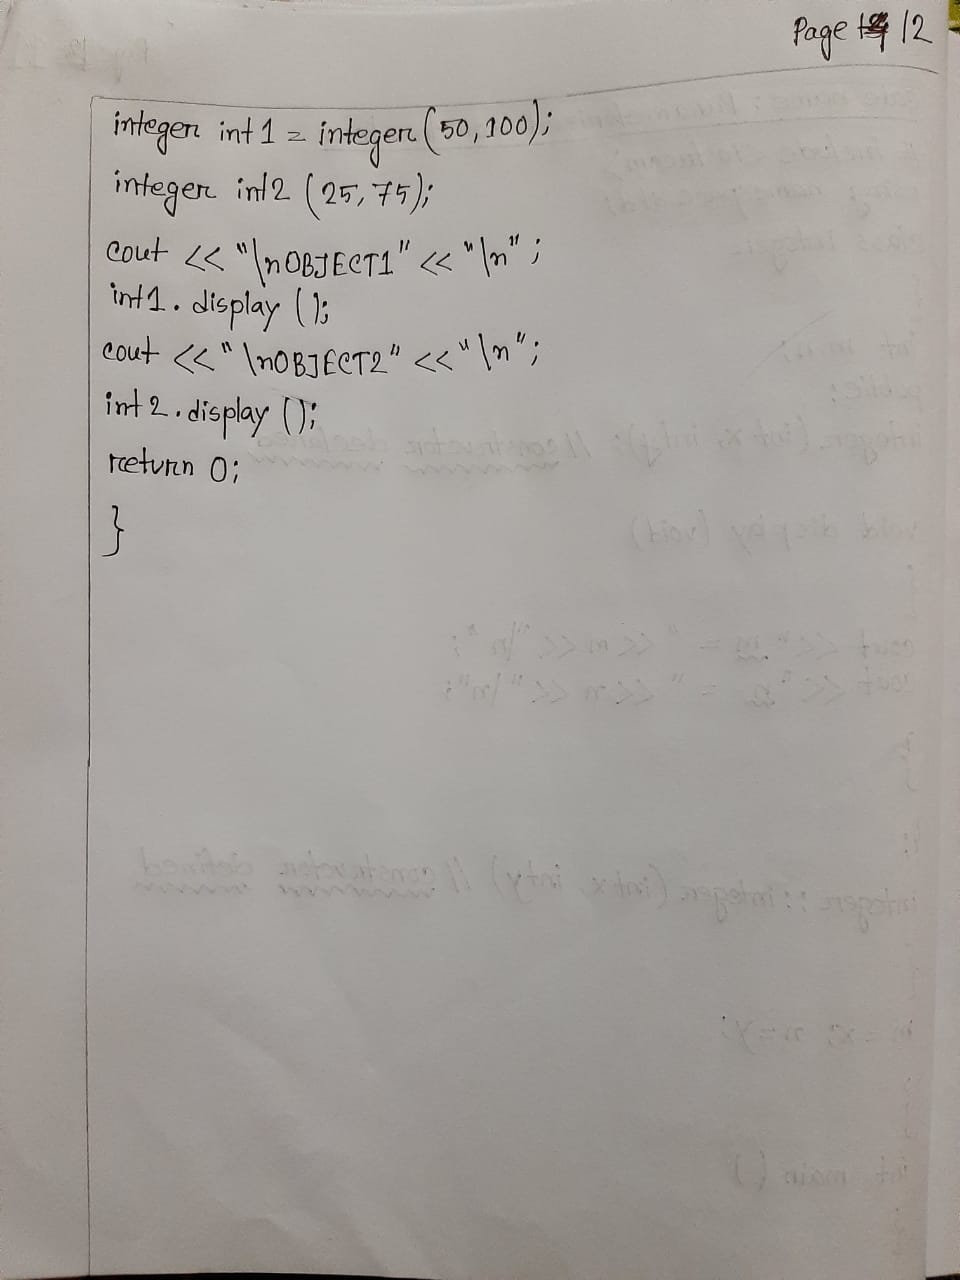 Page 12
integer int1 = integer (50,100);
integer int2 (25,75);
cout << "\nOBJECT1" << "\n";
int1. display ();
cout << "\nOBJECT2" << "\n";
int2. display ();
return 0;
}